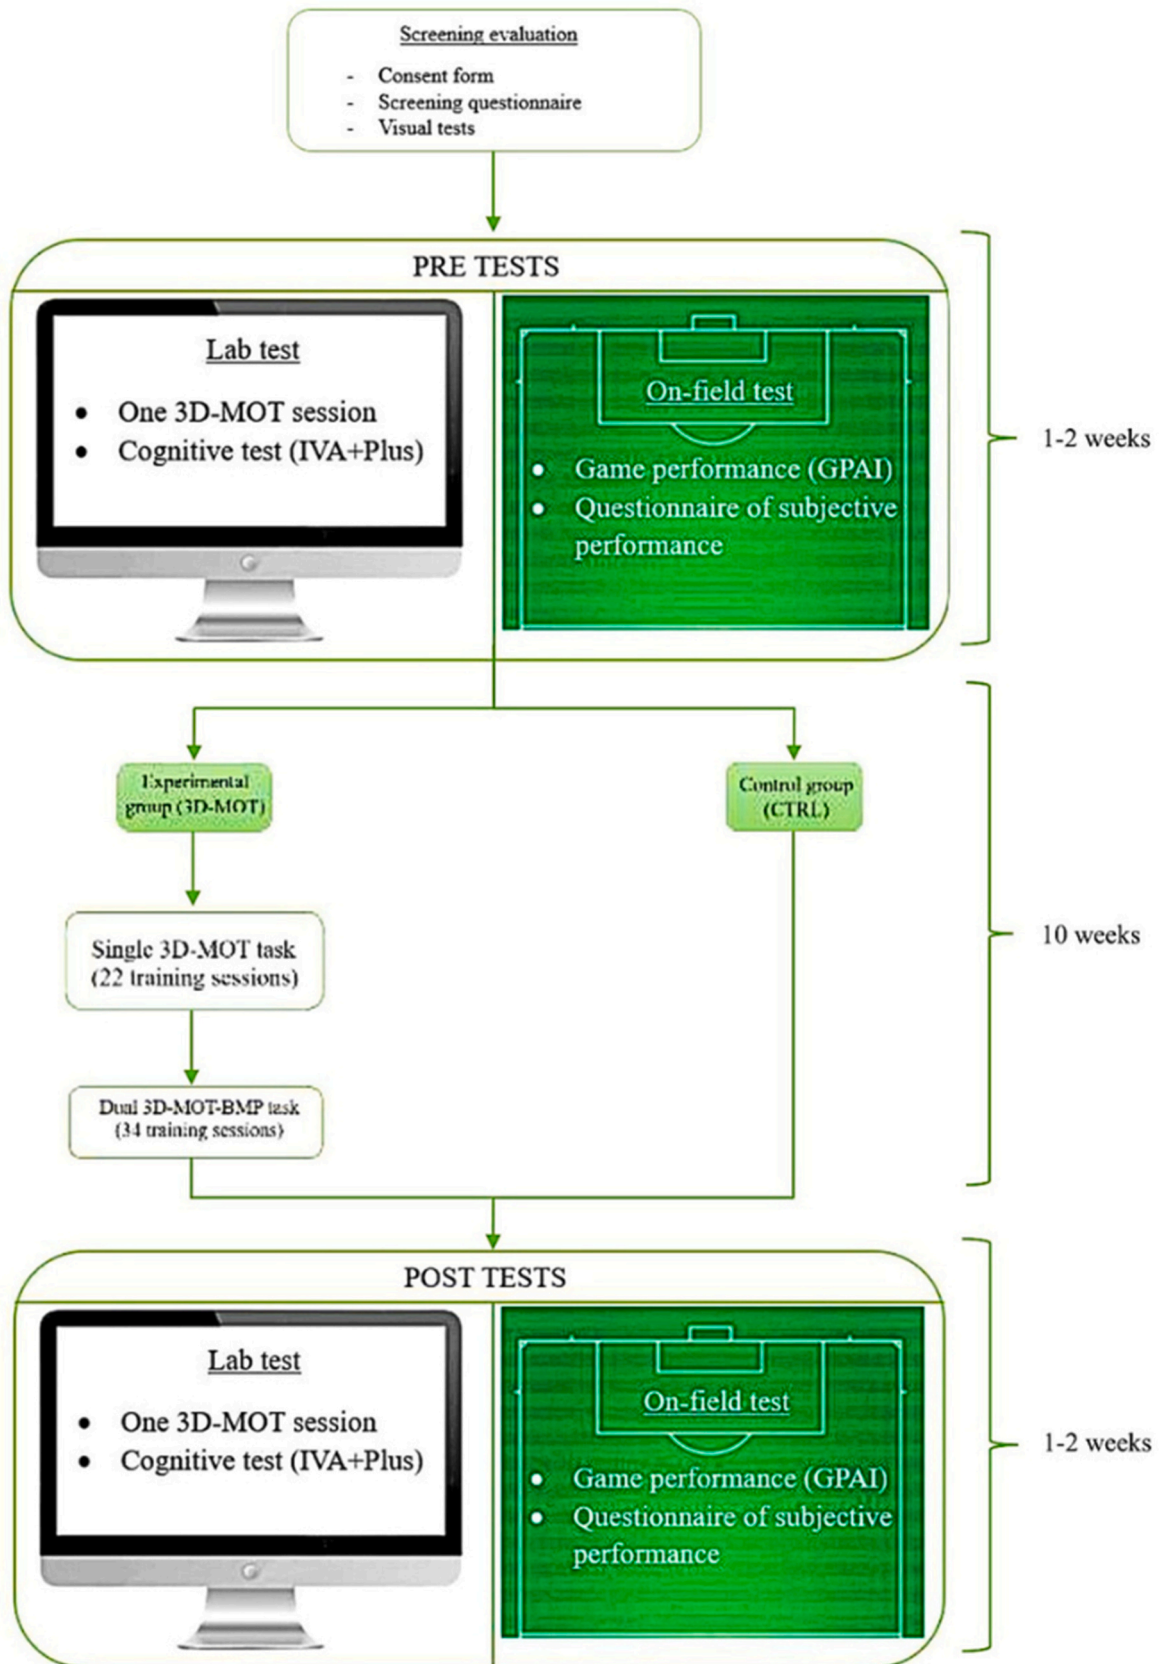 Screening evaluation
- Consent form
- Screening questionnaire
- Visual tests
PRE TESTS
Lab test
• One 3D-MOT session
• Cognitive test (IVA+Plus)
On-field test
• Game performance (GPAI)
• Questionnaire of subjective
performance
1-2 weeks
Experimental
group (3D-MOT)
Control group
(CTRL)
Single 3D-MOT task
(22 training sessions)
10 weeks
Dual 3D-MOT-BMP task
(34 training sessions)
POST TESTS
Lab test
• One 3D-MOT session
• Cognitive test (IVA+Plus)
On-field test
• Game performance (GPAI)
• Questionnaire of subjective
performance
1-2 weeks